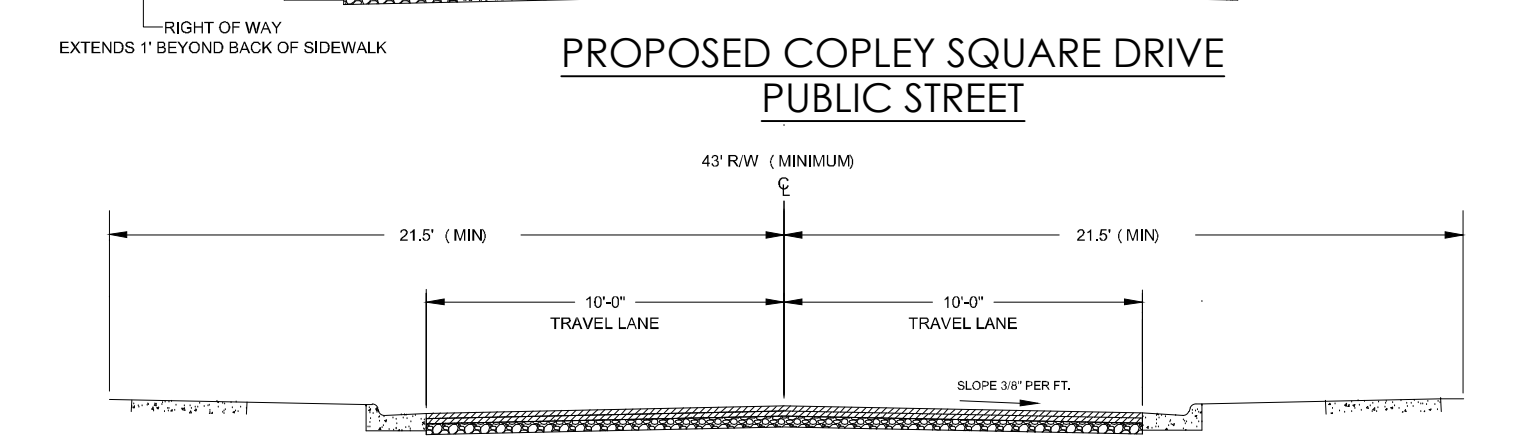 RIGHT OF WAY
EXTENDS 1' BEYOND BACK OF SIDEWALK
PROPOSED COPLEY SQUARE DRIVE
PUBLIC STREET
43' R/W ( MINIMUM)
℄
21.5' ( MIN)
21.5' ( MIN)
10'-0"
10'-0"
TRAVEL LANE
TRAVEL LANE
SLOPE 3/8" PER FT.